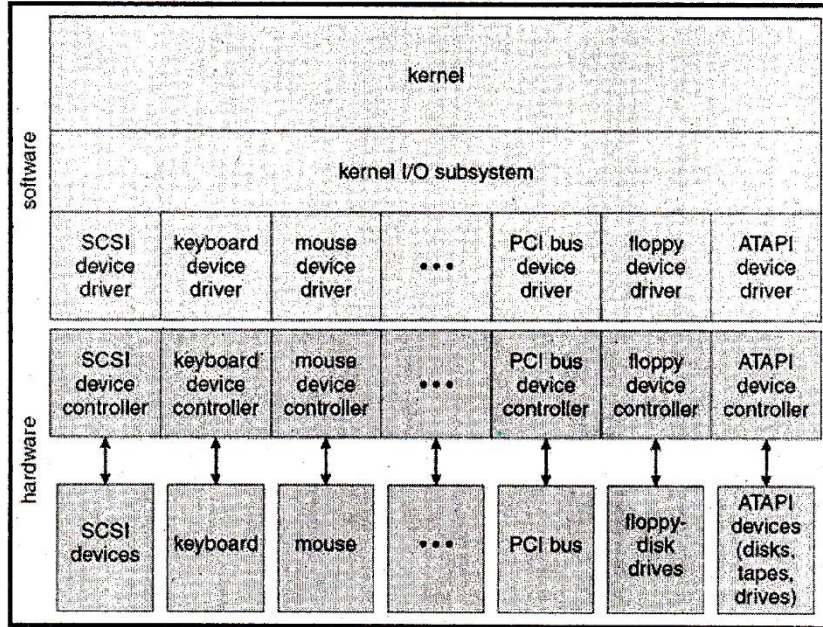 software
kernel
kernel I/O subsystem
SCSI
device
driver
keyboard
device
driver
mouse
device
driver
•••
PCI bus
device
driver
floppy
device
driver
ATAPI
device
driver
hardware
SCSI
device
controller
keyboard
device
controller
mouse
device
controller
•••
PCI bus
device
controller
floppy
device
controller
ATAPI
device
controller
SCSI
devices
keyboard
mouse
•••
PCI bus
floppy-
disk
drives
ATAPI
devices
(disks,
tapes,
drives)